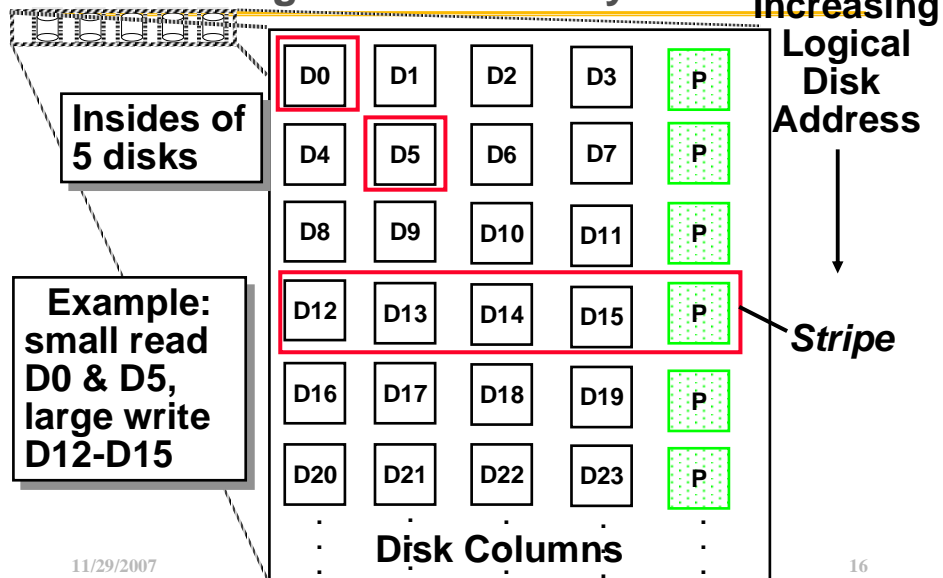 Increasing
Logical
Disk
Address
Insides of
5 disks
D0 D1 D2 D3 P
D4 D5 D6 D7 P
D8 D9 D10 D11 P
D12 D13 D14 D15 P
Stripe
Example:
small read
D0 & D5,
large write
D12-D15
D16 D17 D18 D19 P
D20 D21 D22 D23 P
Disk Columns
11/29/2007
16